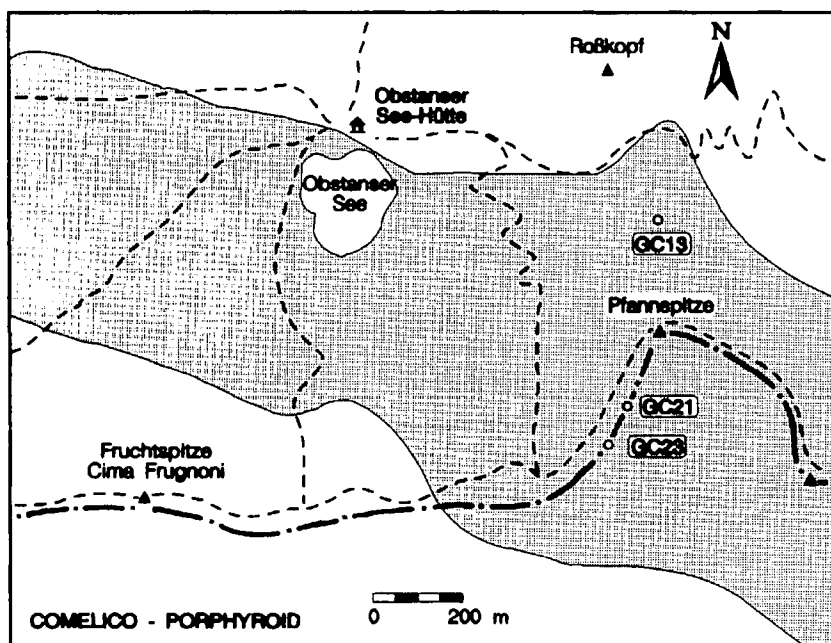 Roßkopf
N
Obstanser
See-Hütte
Obstanser
See
GC13
Pfannspitze
GC21
GC23
Fruchtspitze
Cima Frugnoni
COMELICO - PORPHYROID
0 200 m